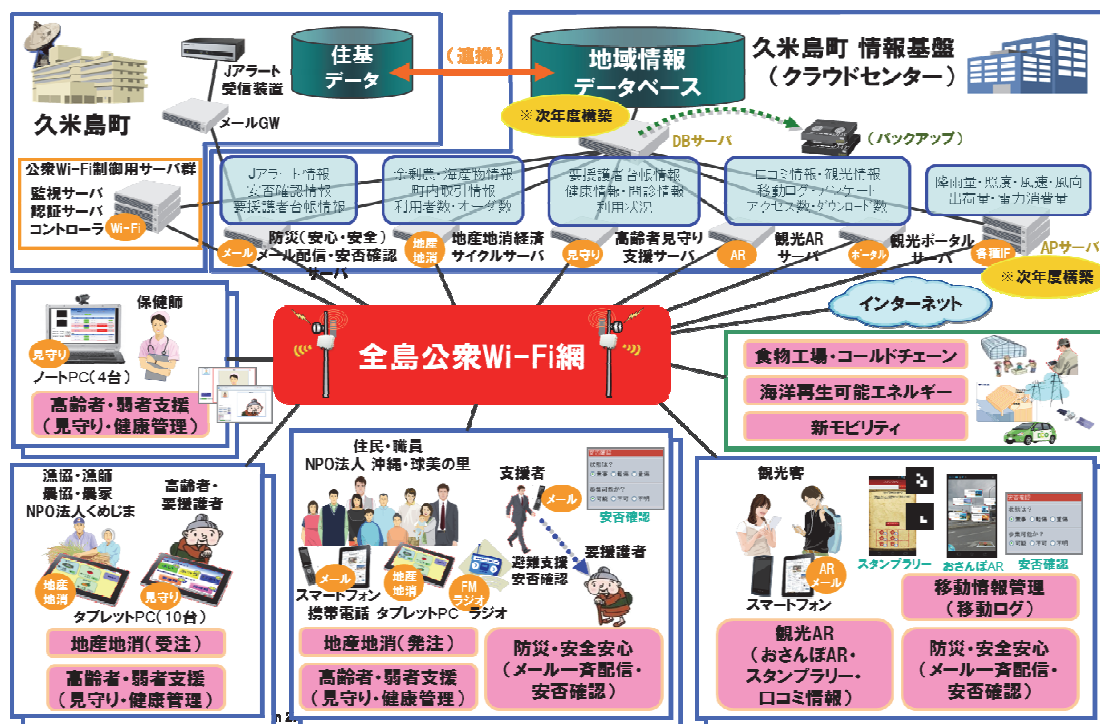 久米島町
Jアラート
受信装置
メールGW
住基
データ
(連携)
地域情報
データベース
久米島町 情報基盤
(クラウドセンター)
※次年度構築
DBサーバ
(バックアップ)
公衆Wi-Fi制御用サーバ群
監視サーバ
認証サーバ
コントローラ
Wi-Fi
Jアラート情報
安否確認情報
要援護者台帳情報
余剰農・海産物情報
町内取引情報
利用者数・オーダ数
要援護者台帳情報
健康情報・問診情報
利用状況
口コミ情報・観光情報
移動ログ・アンケート
アクセス数・ダウンロード数
降雨量・照度・風速・風向
出荷量・電力消費量
メール
防災(安心・安全)
メール配信・安否確認
サーバ
地産
地消
地産地消経済
サイクルサーバ
見守り
高齢者見守り
支援サーバ
AR
観光AR
サーバ
ポータル
観光ポータル
サーバ
各種IF
APサーバ
※次年度構築
インターネット
全島公衆Wi-Fi網
保健師
見守り
ノートPC(4台)
高齢者・弱者支援
(見守り・健康管理)
食物工場・コールドチェーン
海洋再生可能エネルギー
新モビリティ
漁協・漁師
農協・農家
NPO法人くめじま
高齢者・
要援護者
地産
地消
見守り
タブレットPC(10台)
地産地消(受注)
高齢者・弱者支援
(見守り・健康管理)
住民・職員
NPO法人 沖縄・球美の里
メール
スマートフォン
携帯電話
地産
地消
タブレットPC
FM
ラジオ
ラジオ
支援者
メール
安否確認
避難支援
安否確認
要援護者
地産地消(発注)
高齢者・弱者支援
(見守り・健康管理)
防災・安全安心
(メール一斉配信・
安否確認)
観光客
AR
メール
スマートフォン
スタンプラリー
おさんぽAR
安否確認
観光AR
(おさんぽAR・
スタンプラリー・
口コミ情報)
移動情報管理
(移動ログ)
防災・安全安心
(メール一斉配信・
安否確認)